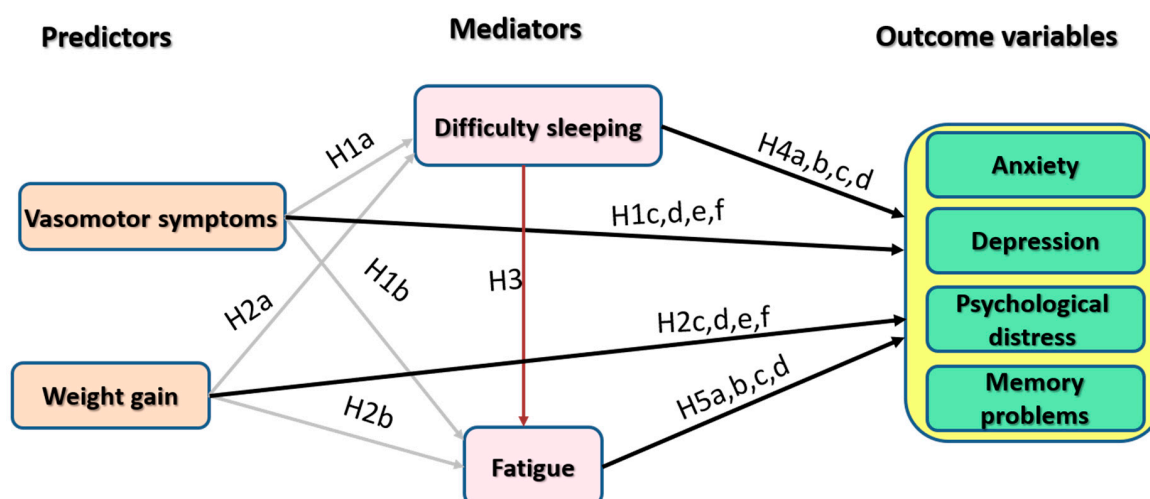 Predictors
Mediators
Outcome variables
Difficulty sleeping
Anxiety
H1a
H4a,b,c,d
Vasomotor symptoms
H1c,d,e,f
Depression
H2a
H1b
H3
Psychological
distress
H2c,d,e,f
Weight gain
H2b
H5a,b,c,d
Memory
problems
Fatigue